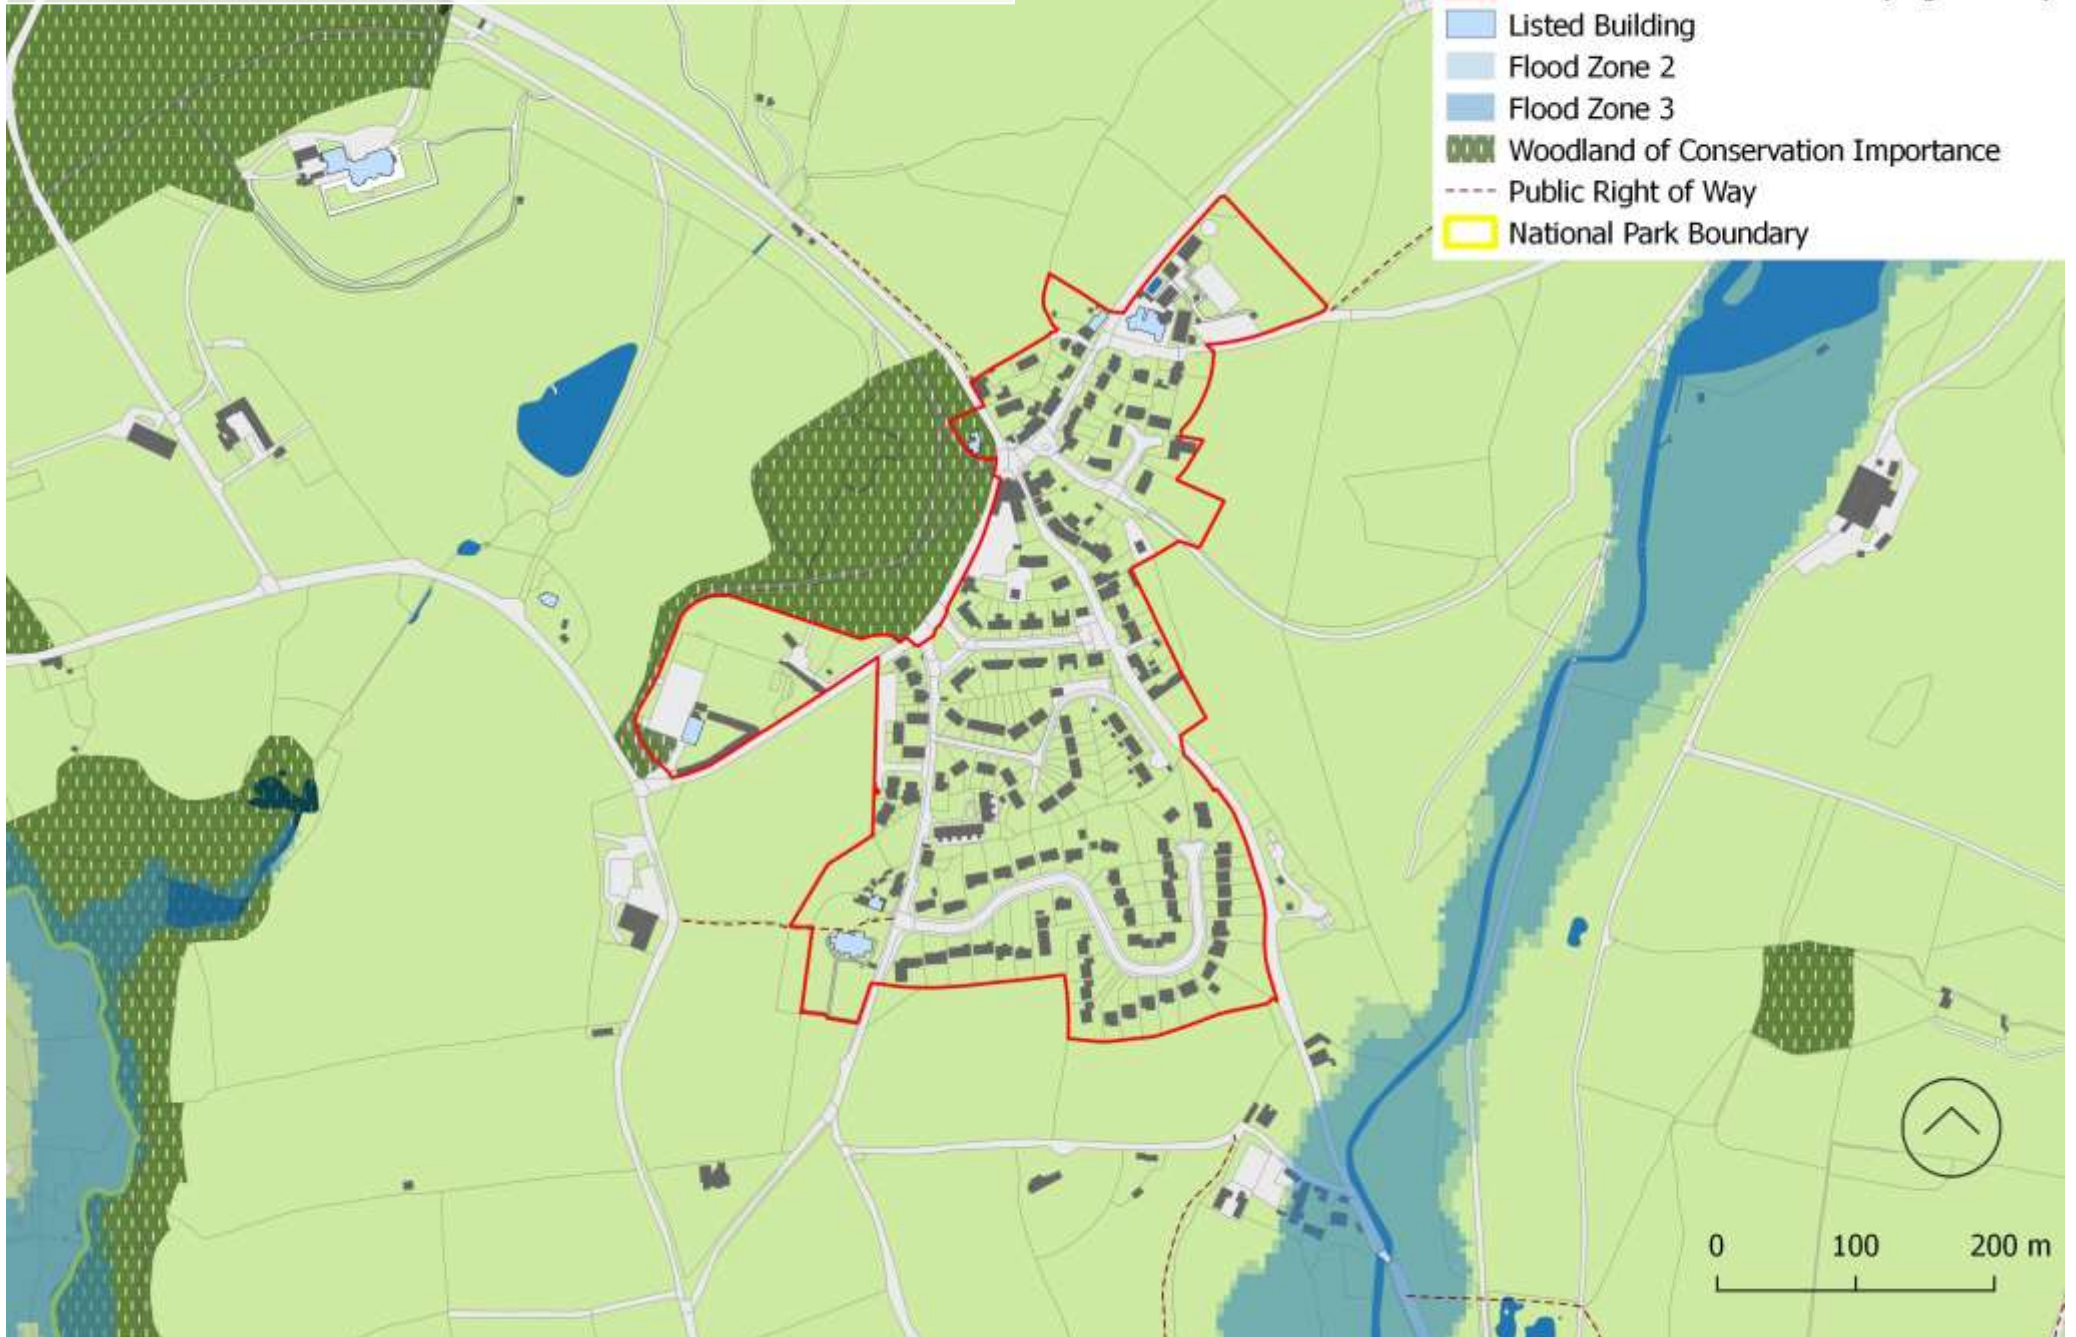 Listed Building
Flood Zone 2
Flood Zone 3
Woodland of Conservation Importance
Public Right of Way
National Park Boundary
0 100 200 m